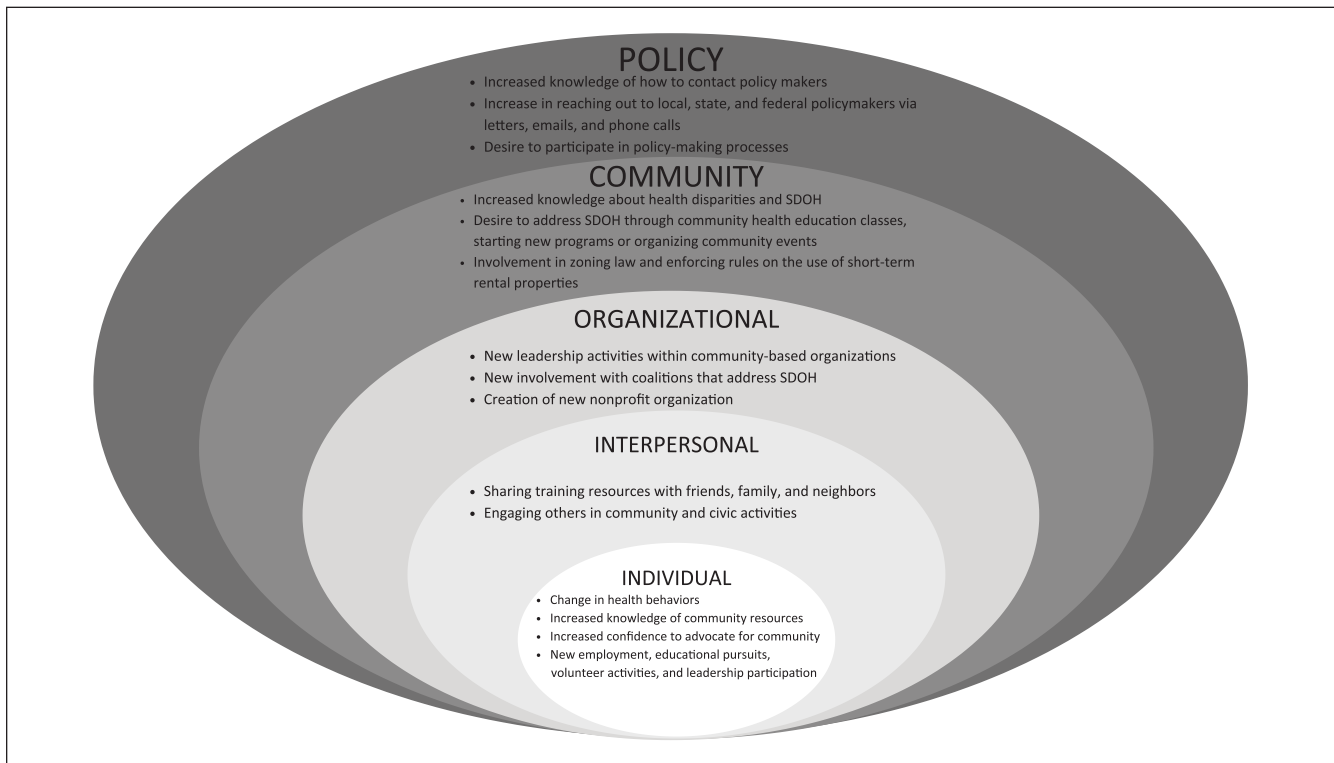 POLICY
• Increased knowledge of how to contact policy makers
• Increase in reaching out to local, state, and federal policymakers via
letters, emails, and phone calls
• Desire to participate in policy-making processes
COMMUNITY
• Increased knowledge about health disparities and SDOH
• Desire to address SDOH through community health education classes,
starting new programs or organizing community events
• Involvement in zoning law and enforcing rules on the use of short-term
rental properties
ORGANIZATIONAL
• New leadership activities within community-based organizations
• New involvement with coalitions that address SDOH
• Creation of new nonprofit organization
INTERPERSONAL
• Sharing training resources with friends, family, and neighbors
• Engaging others in community and civic activities
INDIVIDUAL
• Change in health behaviors
• Increased knowledge of community resources
• Increased confidence to advocate for community
• New employment, educational pursuits,
volunteer activities, and leadership participation